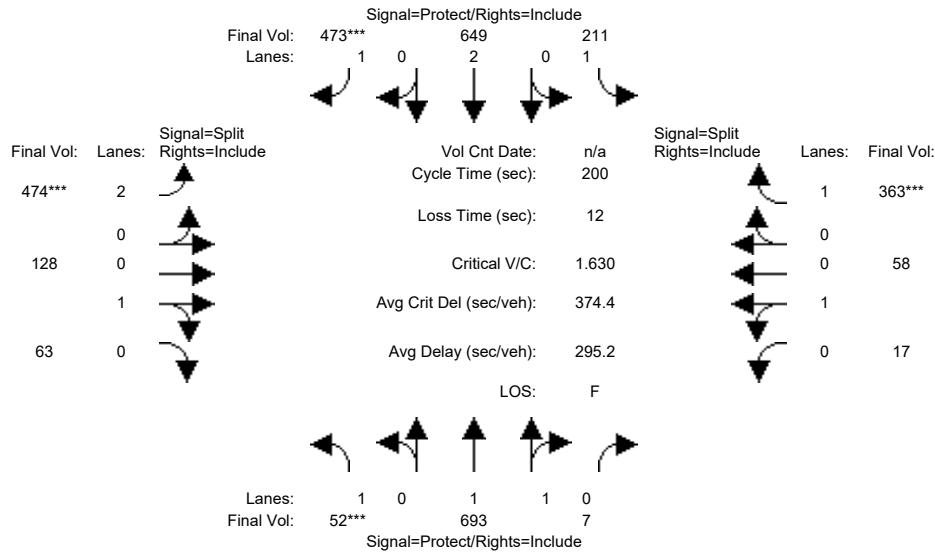 Signal=Protect/Rights=Include
Final Vol: 473*** 649 211
Lanes: 1 0 2 0 1
Signal=Split Signal=Split
Final Vol: Lanes: Rights=Include Vol Cnt Date: n/a Rights=Include Lanes: Final Vol:
Cycle Time (sec): 200
474*** 2 1 363***
Loss Time (sec): 12
0 0
128 0 Critical V/C: 1.630 0 58
1 Avg Crit Del (sec/veh): 374.4 1
63 0 Avg Delay (sec/veh): 295.2 0 17
LOS: F
Lanes: 1 0 1 1 0
Final Vol: 52*** 693 7
Signal=Protect/Rights=Include